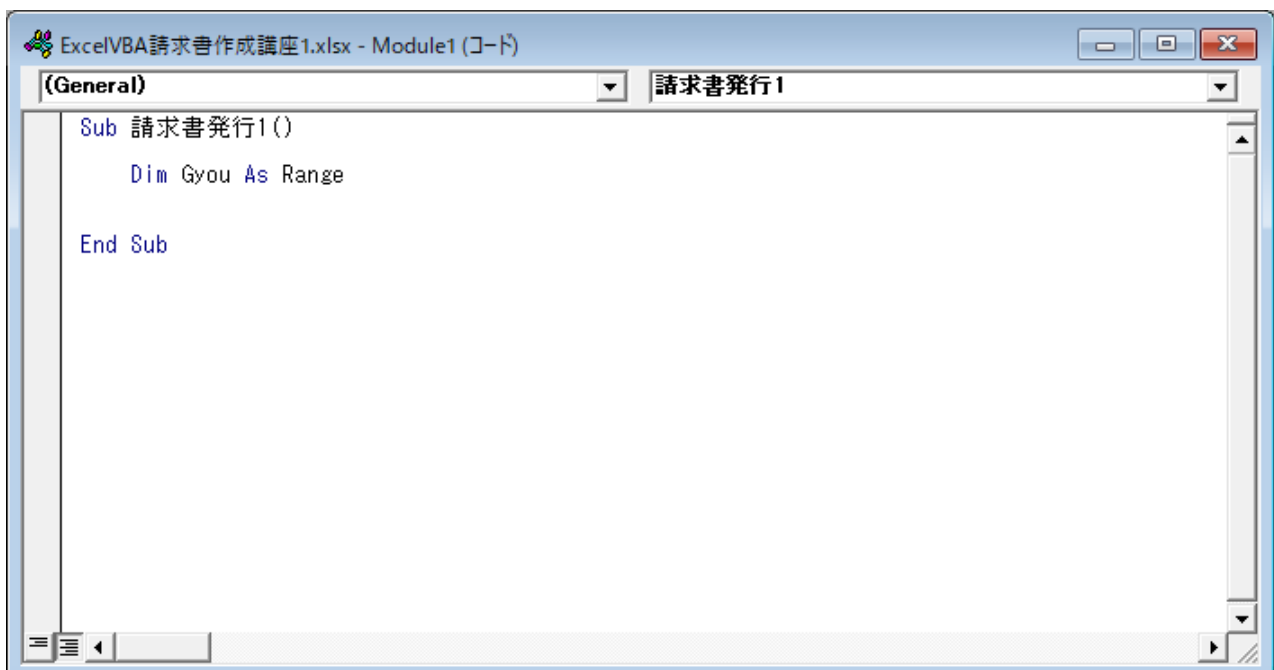 ExcelVBA請求書作成講座1.xlsx - Module1 (コード)
(General) 請求書発行1
Sub 請求書発行1()
Dim Gyou As Range
End Sub